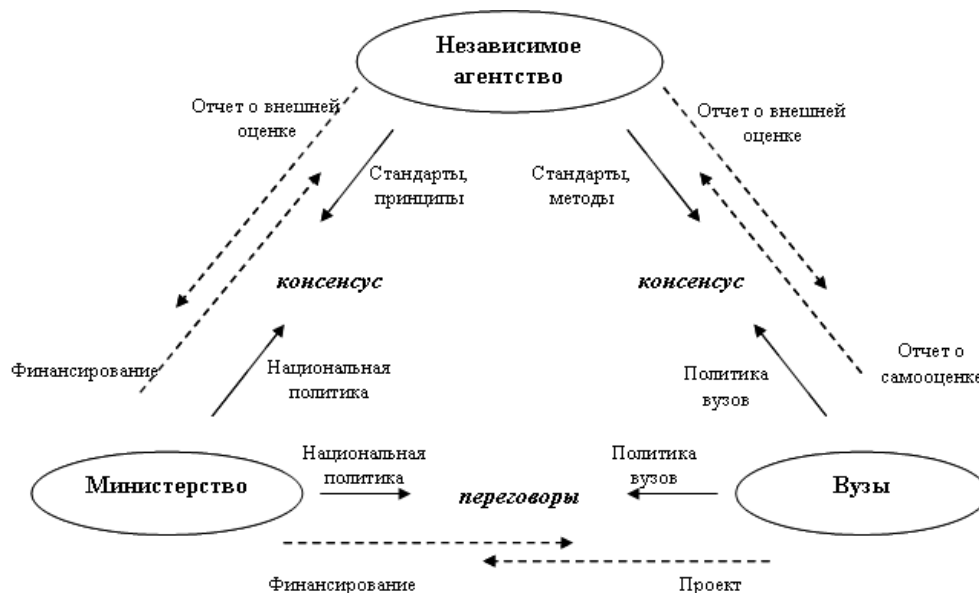 Независимое
агентство
Отчет о внешней
оценке
Отчет о внешней
оценке
Стандарты,
принципы
Стандарты,
методы
консенсус
консенсус
Финансирование
Национальная
политика
Политика
вузов
Отчет о
самооценке
Министерство
Национальная
политика
переговоры
Политика
вузов
Вузы
Финансирование
Проект